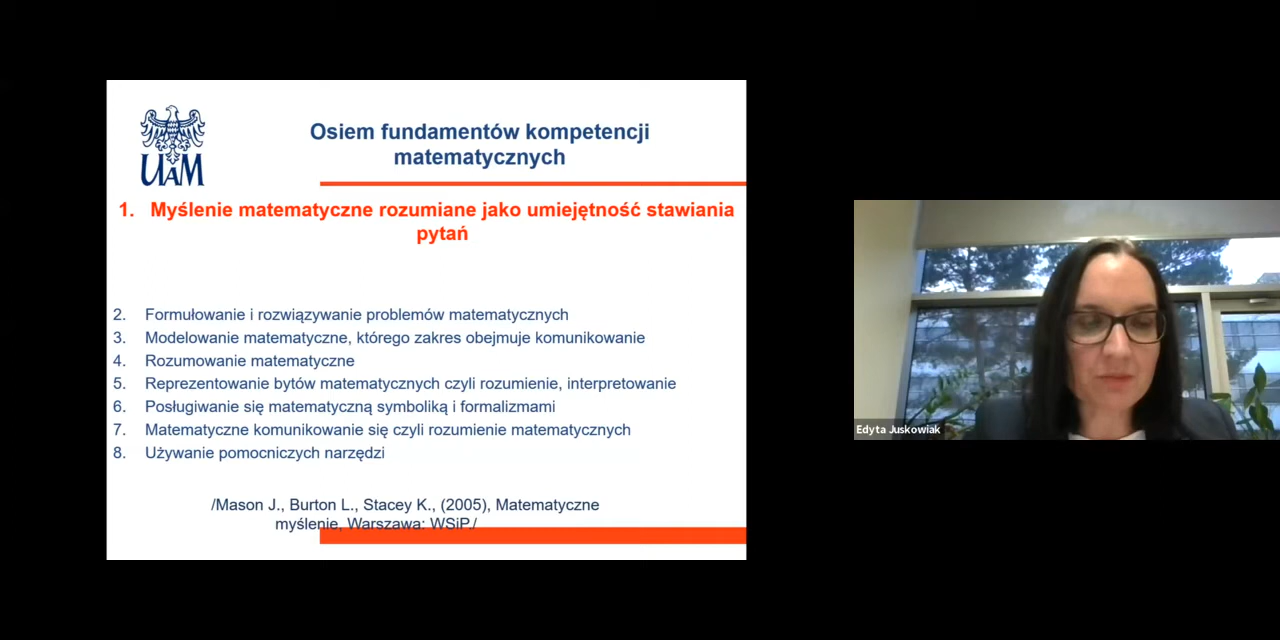 UAM
Osiem fundamentów kompetencji
matematycznych
1. Myślenie matematyczne rozumiane jako umiejętność stawiania
pytań
2. Formułowanie i rozwiązywanie problemów matematycznych
3. Modelowanie matematyczne, którego zakres obejmuje komunikowanie
4. Rozumowanie matematyczne
5. Reprezentowanie bytów matematycznych czyli rozumienie, interpretowanie
6. Posługiwanie się matematyczną symboliką i formalizmami
7. Matematyczne komunikowanie się czyli rozumienie matematycznych
8. Używanie pomocniczych narzędzi
/Mason J., Burton L., Stacey K., (2005), Matematyczne
myślenie, Warszawa: WSiP./
Edyta Juskowiak